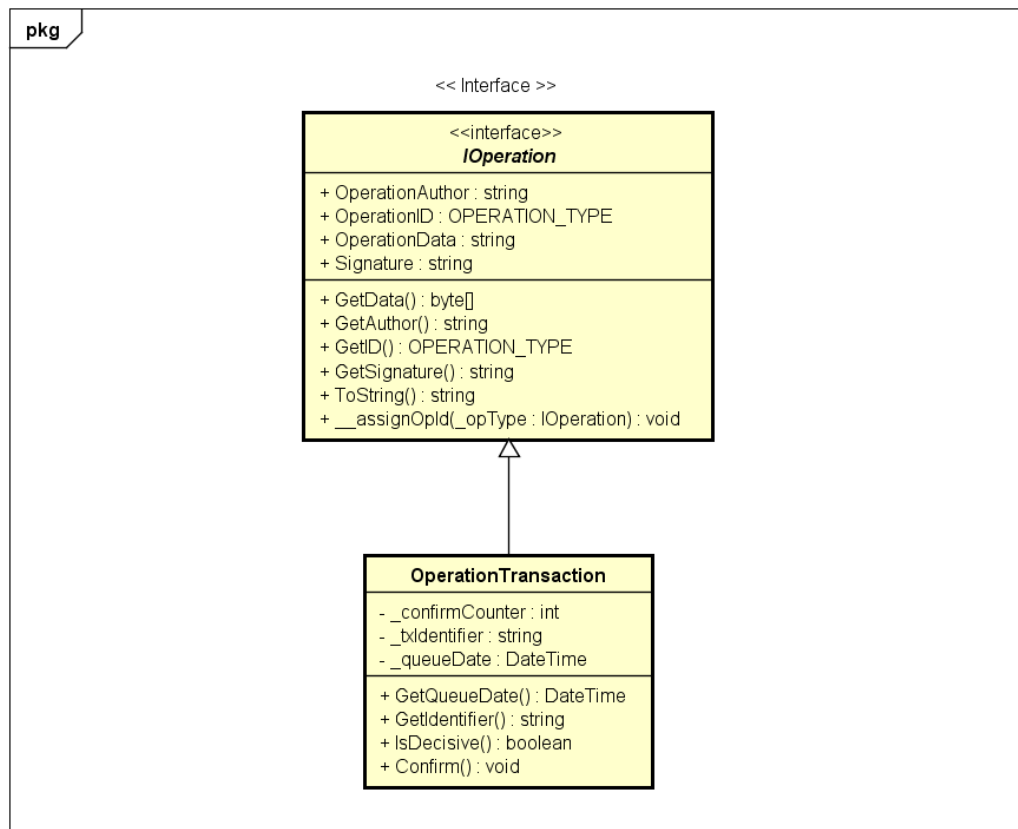 pkg
<< Interface >>
<<interface>>
IOperation
+ OperationAuthor : string
+ OperationID : OPERATION_TYPE
+ OperationData : string
+ Signature : string
+ GetData() : byte[]
+ GetAuthor() : string
+ GetID() : OPERATION_TYPE
+ GetSignature() : string
+ ToString() : string
+ __assignOpId(_opType : IOperation) : void
OperationTransaction
- _confirmCounter : int
- _txIdentifier : string
- _queueDate : DateTime
+ GetQueueDate() : DateTime
+ GetIdentifier() : string
+ IsDecisive() : boolean
+ Confirm() : void